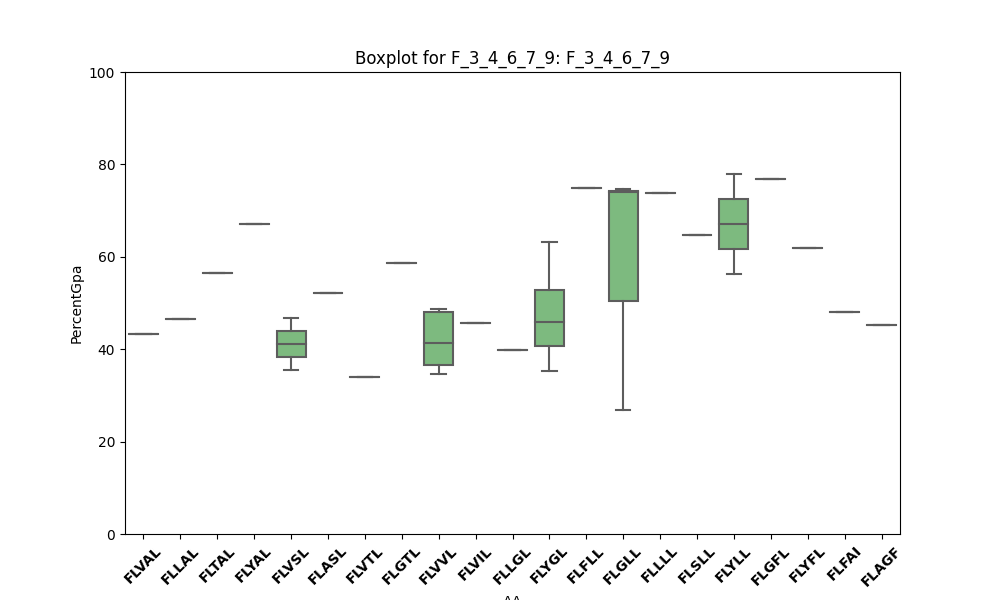 Boxplot for F_3_4_6_7_9: F_3_4_6_7_9
100
80
60
40
20
0
PercentGpa
FLVAL FLLAL FLTAL FLYAL FLVSL FLASL FLVTL FLGTL FLVVL FLVIL FLLGL FLYGL FLFLL FLGLL FLLLL FLSLL FLYLL FLGFL FLYFL FLFAI FLAGF
AA